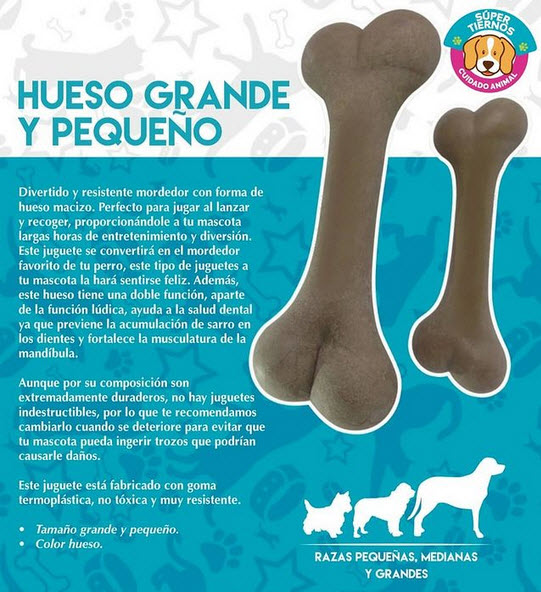 SÚPER
TIERNOS
CUIDADO ANIMAL
HUESO GRANDE
Y PEQUEÑO
Divertido y resistente mordedor con forma de
hueso macizo. Perfecto para jugar al lanzar
y recoger, proporcionándole a tu mascota
largas horas de entretenimiento y diversión.
Este juguete se convertirá en el mordedor
favorito de tu perro, este tipo de juguetes a
tu mascota la hará sentirse feliz. Además,
este hueso tiene una doble función, aparte
de la función lúdica, ayuda a la salud dental
ya que previene la acumulación de sarro en
los dientes y fortalece la musculatura de la
mandíbula.
Aunque por su composición son
extremadamente duraderos, no hay juguetes
indestructibles, por lo que te recomendamos
cambiarlo cuando se deteriore para evitar que
tu mascota pueda ingerir trozos que podrían
causarle daños.
Este juguete está fabricado con goma
termoplástica, no tóxica y muy resistente.
• Tamaño grande y pequeño.
• Color hueso.
RAZAS PEQUEÑAS, MEDIANAS
Y GRANDES